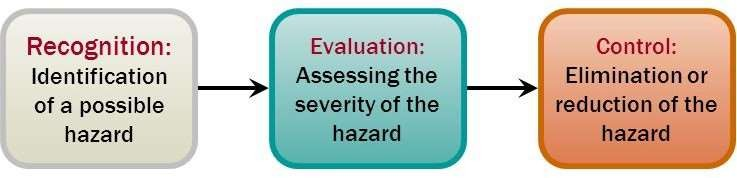 Recognition:
Identification
of a possible
hazard
Evaluation:
Assessing the
severity of the
hazard
Control:
Elimination or
reduction of the
hazard